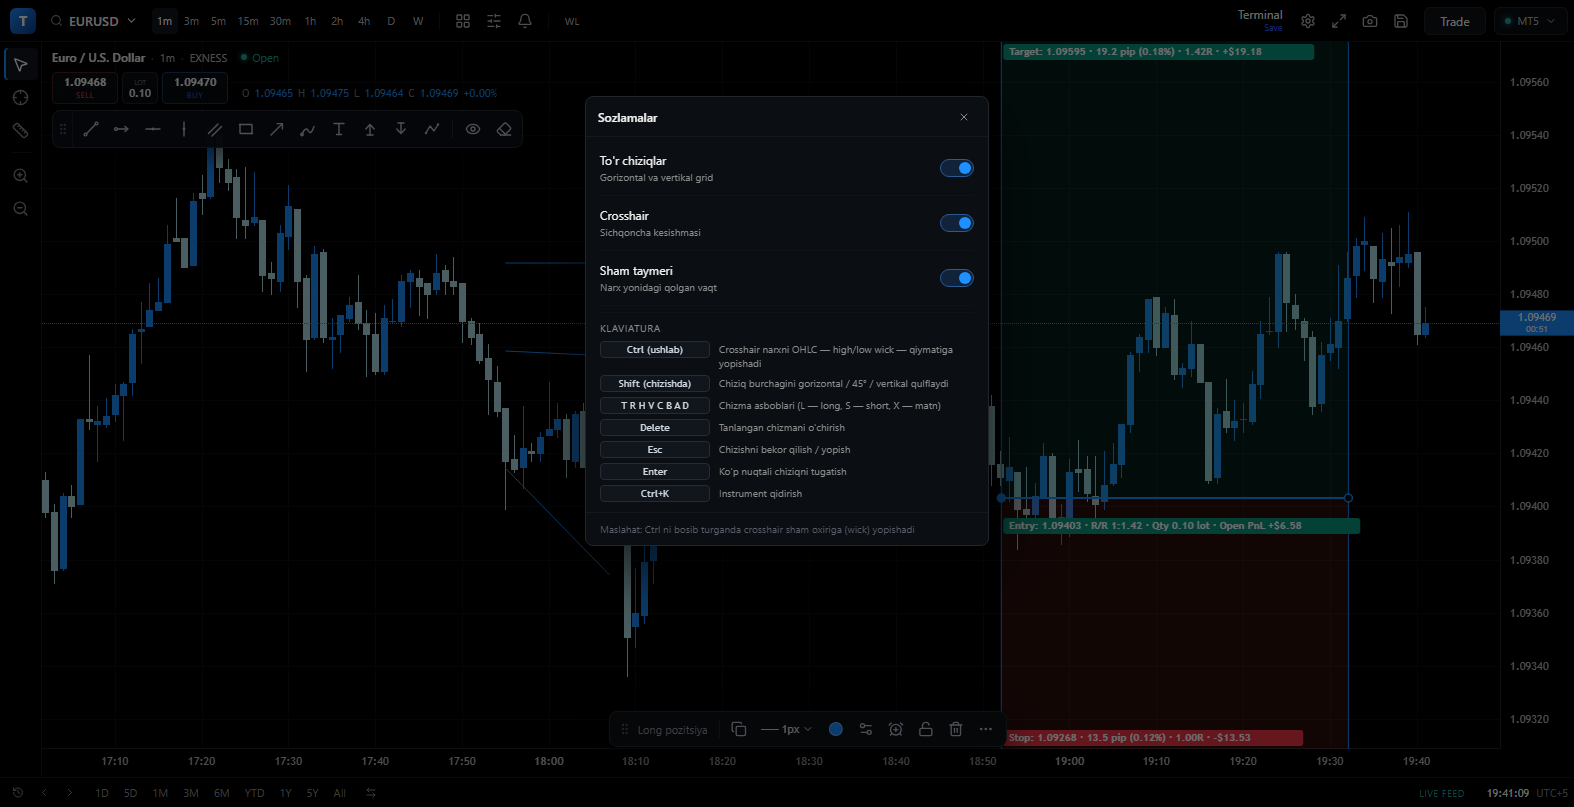 T EURUSD 1m 3m 5m 15m 30m 1h 2h 4h D W WL Terminal Save Trade MT5
Euro / U.S. Dollar · 1m · EXNESS Open
1.09468 SELL
LOT 0.10
1.09470 BUY
O 1.09465 H 1.09475 L 1.09464 C 1.09469 +0.00%
Target: 1.09595 · 19.2 pip (0.18%) · 1.42R · +$19.18
Sozlamalar
To'r chiziqlar
Gorizontal va vertikal grid
Crosshair
Sichqoncha kesishmasi
Sham taymeri
Narx yonidagi qolgan vaqt
KLAVIATURA
Ctrl (ushlab) Crosshair narxni OHLC — high/low wick — qiymatiga
yopishadi
Shift (chizishda) Chiziq burchagini gorizontal / 45° / vertikal qulflaydi
T R H V C B A D Chizma asboblari (L — long, S — short, X — matn)
Delete Tanlangan chizmani o'chirish
Esc Chizishni bekor qilish / yopish
Enter Ko'p nuqtali chiziqni tugatish
Ctrl+K Instrument qidirish
Maslahat: Ctrl ni bosib turganda crosshair sham oxiriga (wick) yopishadi
Entry: 1.09403 · R/R 1:1.42 · Qty 0.10 lot · Open PnL +$6.58
Stop: 1.09268 · 13.5 pip (0.12%) · 1.00R · -$13.53
Long pozitsiya 1px
1.09560
1.09540
1.09520
1.09500
1.09480
1.09469
00:51
1.09460
1.09440
1.09420
1.09400
1.09380
1.09360
1.09340
1.09320
17:10 17:20 17:30 17:40 17:50 18:00 18:10 18:20 18:30 18:40 18:50 19:00 19:10 19:20 19:30 19:40
1D 5D 1M 3M 6M YTD 1Y 5Y All LIVE FEED 19:41:09 UTC+5